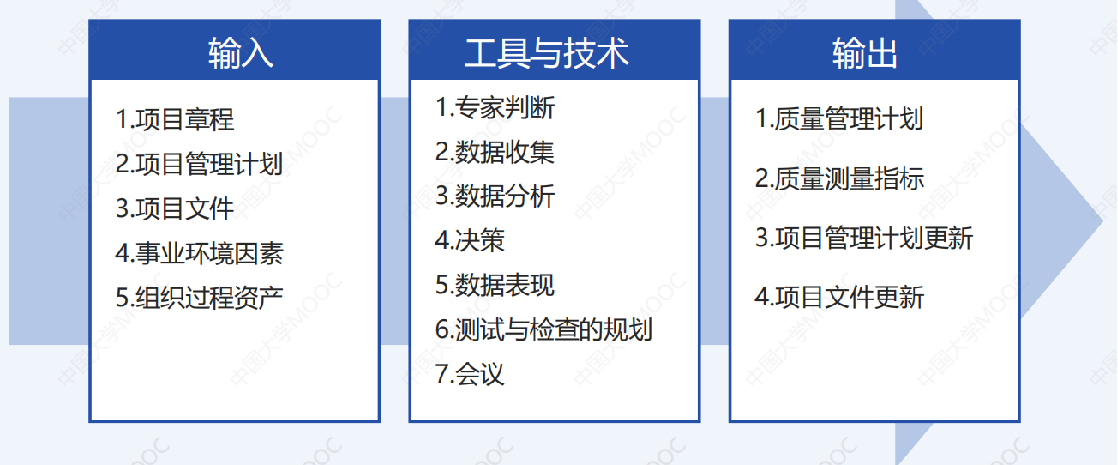 输入
1.项目章程
2.项目管理计划
3.项目文件
4.事业环境因素
5.组织过程资产
工具与技术
1.专家判断
2.数据收集
3.数据分析
4.决策
5.数据表现
6.测试与检查的规划
7.会议
输出
1.质量管理计划
2.质量测量指标
3.项目管理计划更新
4.项目文件更新
中国大学MOOC